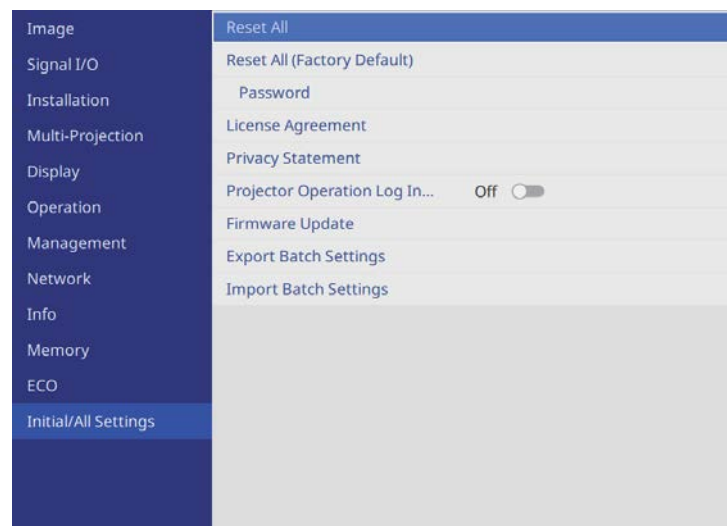 Image
Signal I/O
Installation
Multi-Projection
Display
Operation
Management
Network
Info
Memory
ECO
Initial/All Settings
Reset All
Reset All (Factory Default)
Password
License Agreement
Privacy Statement
Projector Operation Log In... Off
Firmware Update
Export Batch Settings
Import Batch Settings